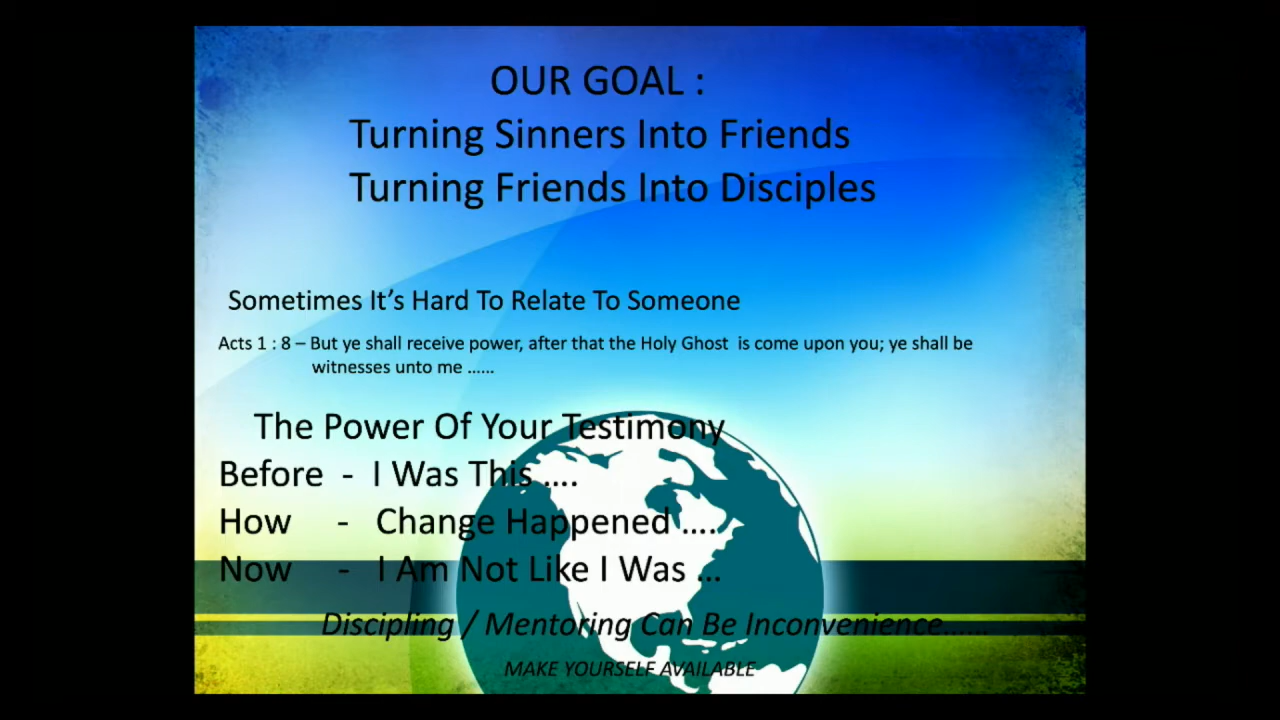 OUR GOAL :
Turning Sinners Into Friends
Turning Friends Into Disciples
Sometimes It’s Hard To Relate To Someone
Acts 1 : 8 – But ye shall receive power, after that the Holy Ghost is come upon you; ye shall be
witnesses unto me ......
The Power Of Your Testimony
Before - I Was This ....
How - Change Happened ....
Now - I Am Not Like I Was ...
Discipling / Mentoring Can Be Inconvenience......
MAKE YOURSELF AVAILABLE